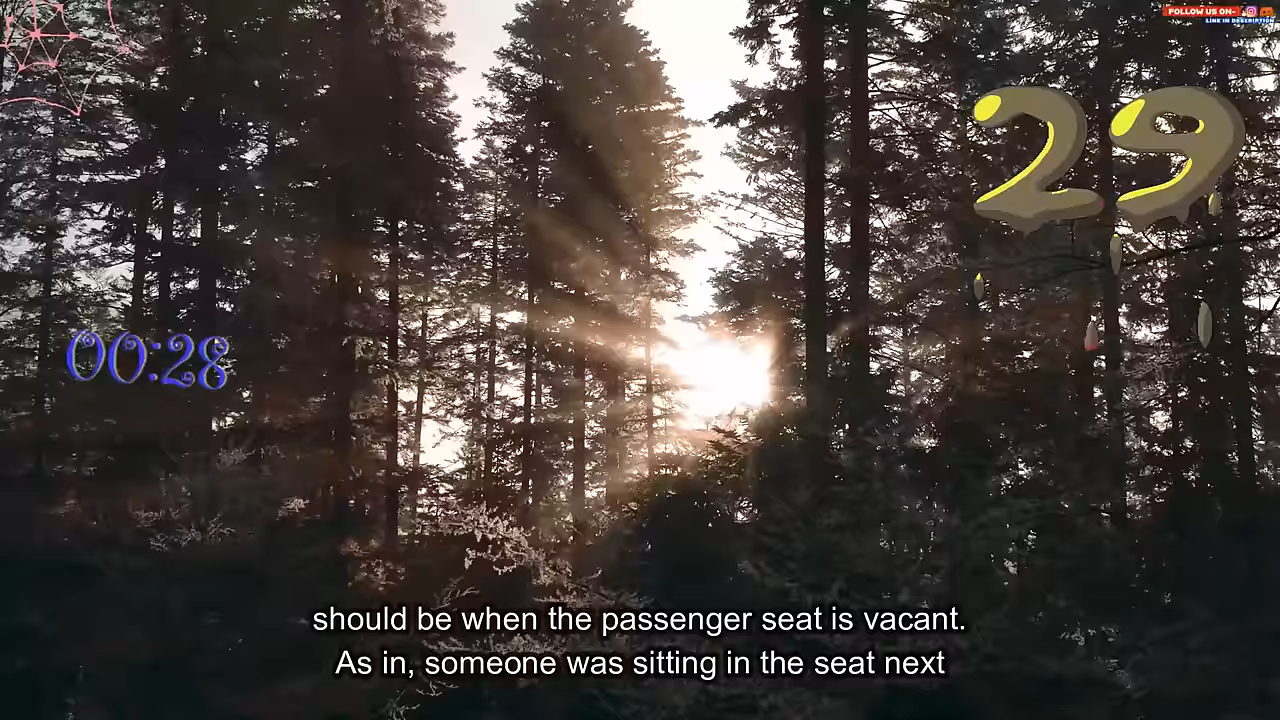 FOLLOW US ON-
LINK IN DESCRIPTION
29
00:28
should be when the passenger seat is vacant.
As in, someone was sitting in the seat next